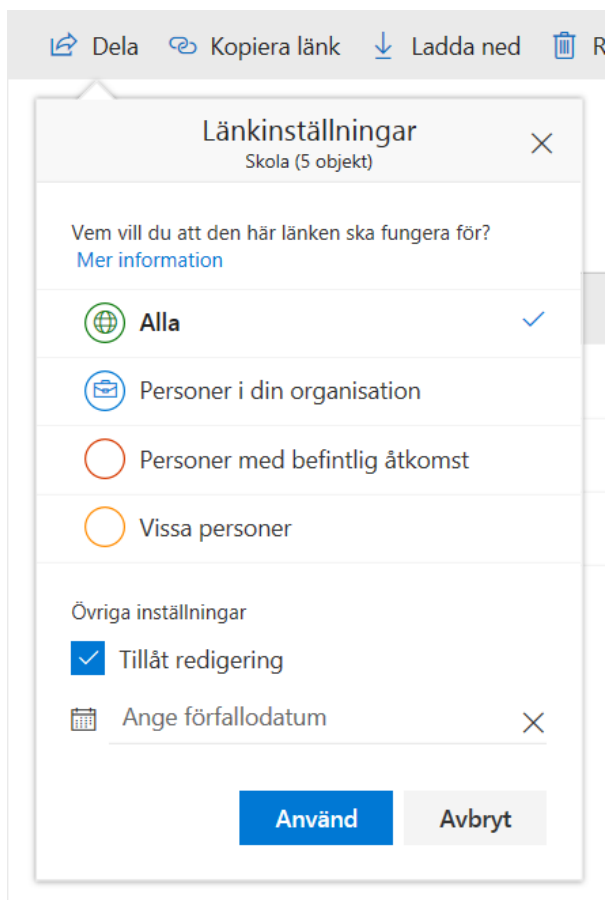 Dela Kopiera länk Ladda ned R
Länkinställningar
Skola (5 objekt)
Vem vill du att den här länken ska fungera för?
Mer information
Alla
Personer i din organisation
Personer med befintlig åtkomst
Vissa personer
Övriga inställningar
Tillåt redigering
Ange förfallodatum
Använd Avbryt